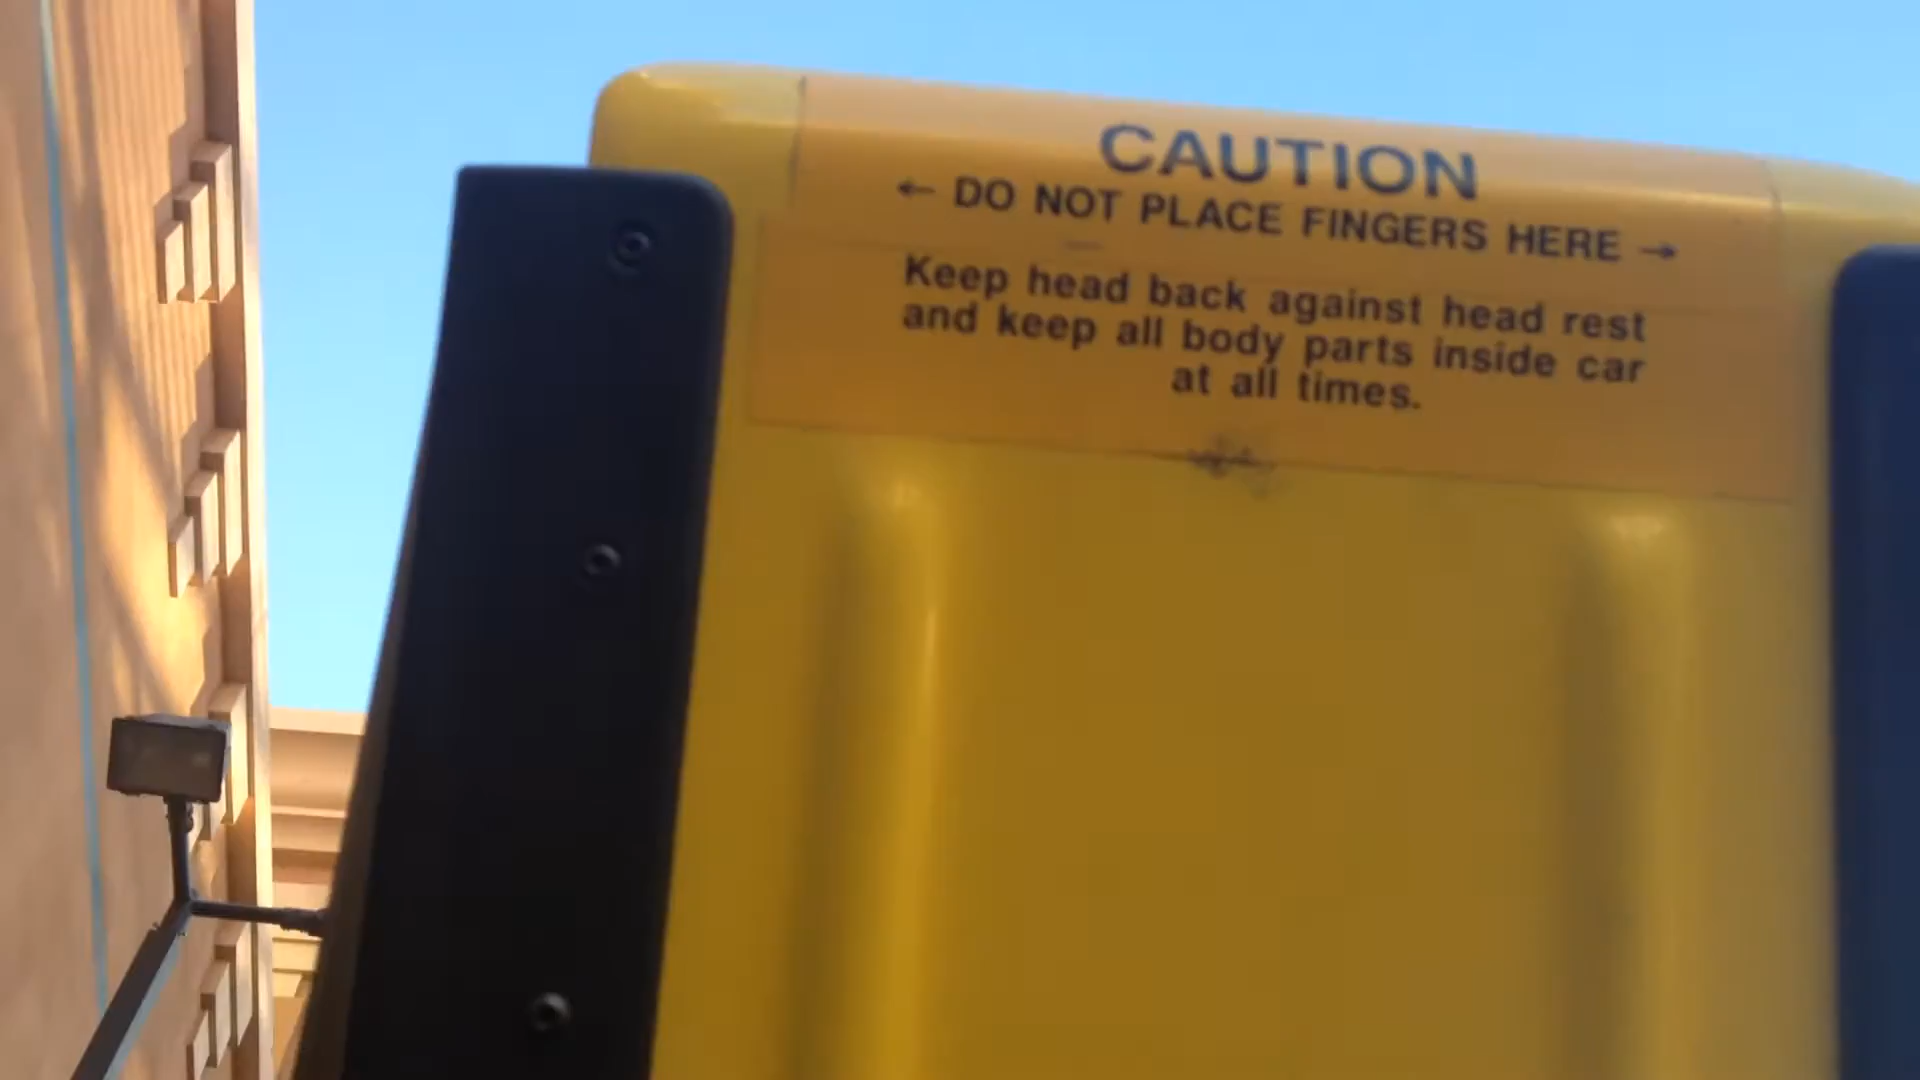 CAUTION
← DO NOT PLACE FINGERS HERE →
Keep head back against head rest
and keep all body parts inside car
at all times.